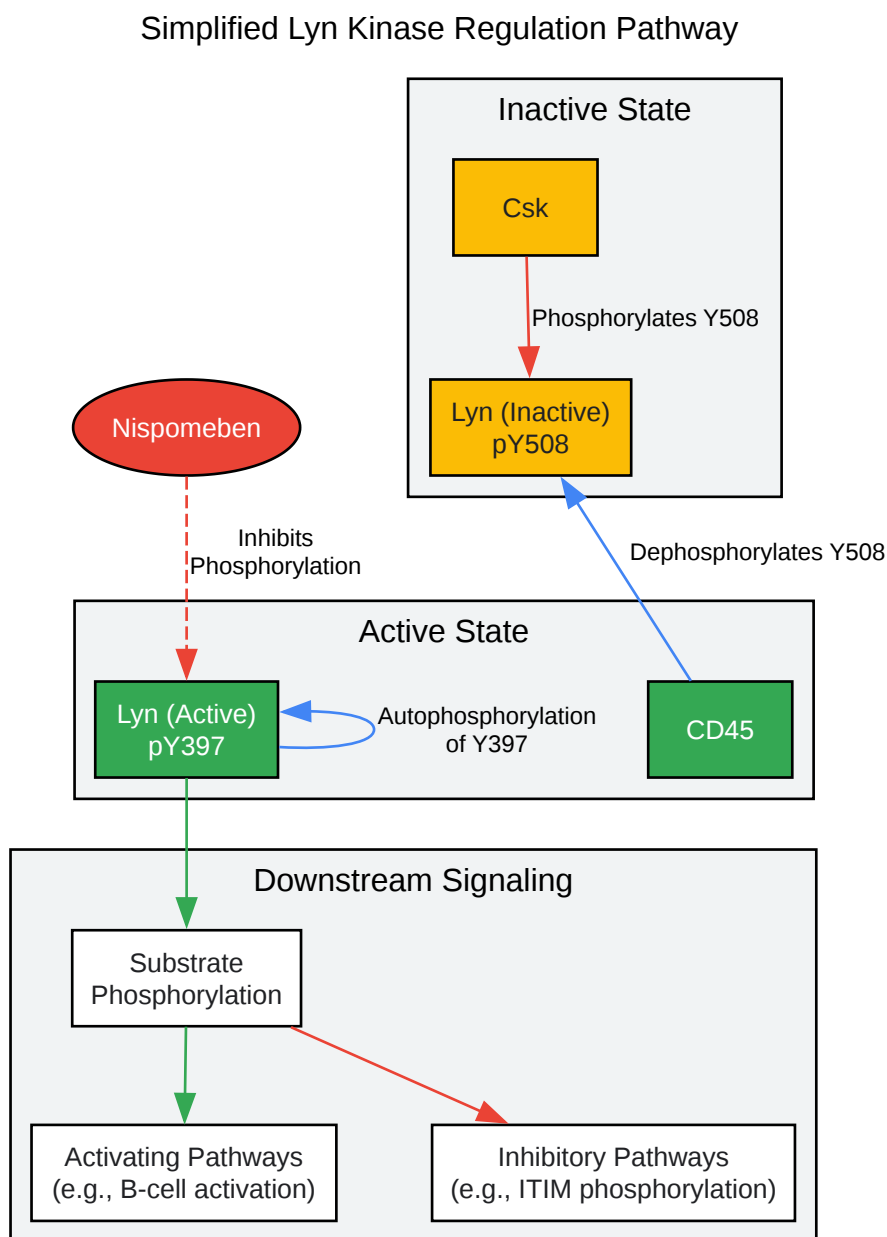 Simplified Lyn Kinase Regulation Pathway
Inactive State
Csk
Phosphorylates Y508
Lyn (Inactive)
pY508
Nispomeben
Inhibits
Phosphorylation
Dephosphorylates Y508
Active State
Lyn (Active)
pY397
Autophosphorylation
of Y397
CD45
Downstream Signaling
Substrate
Phosphorylation
Activating Pathways
(e.g., B-cell activation)
Inhibitory Pathways
(e.g., ITIM phosphorylation)